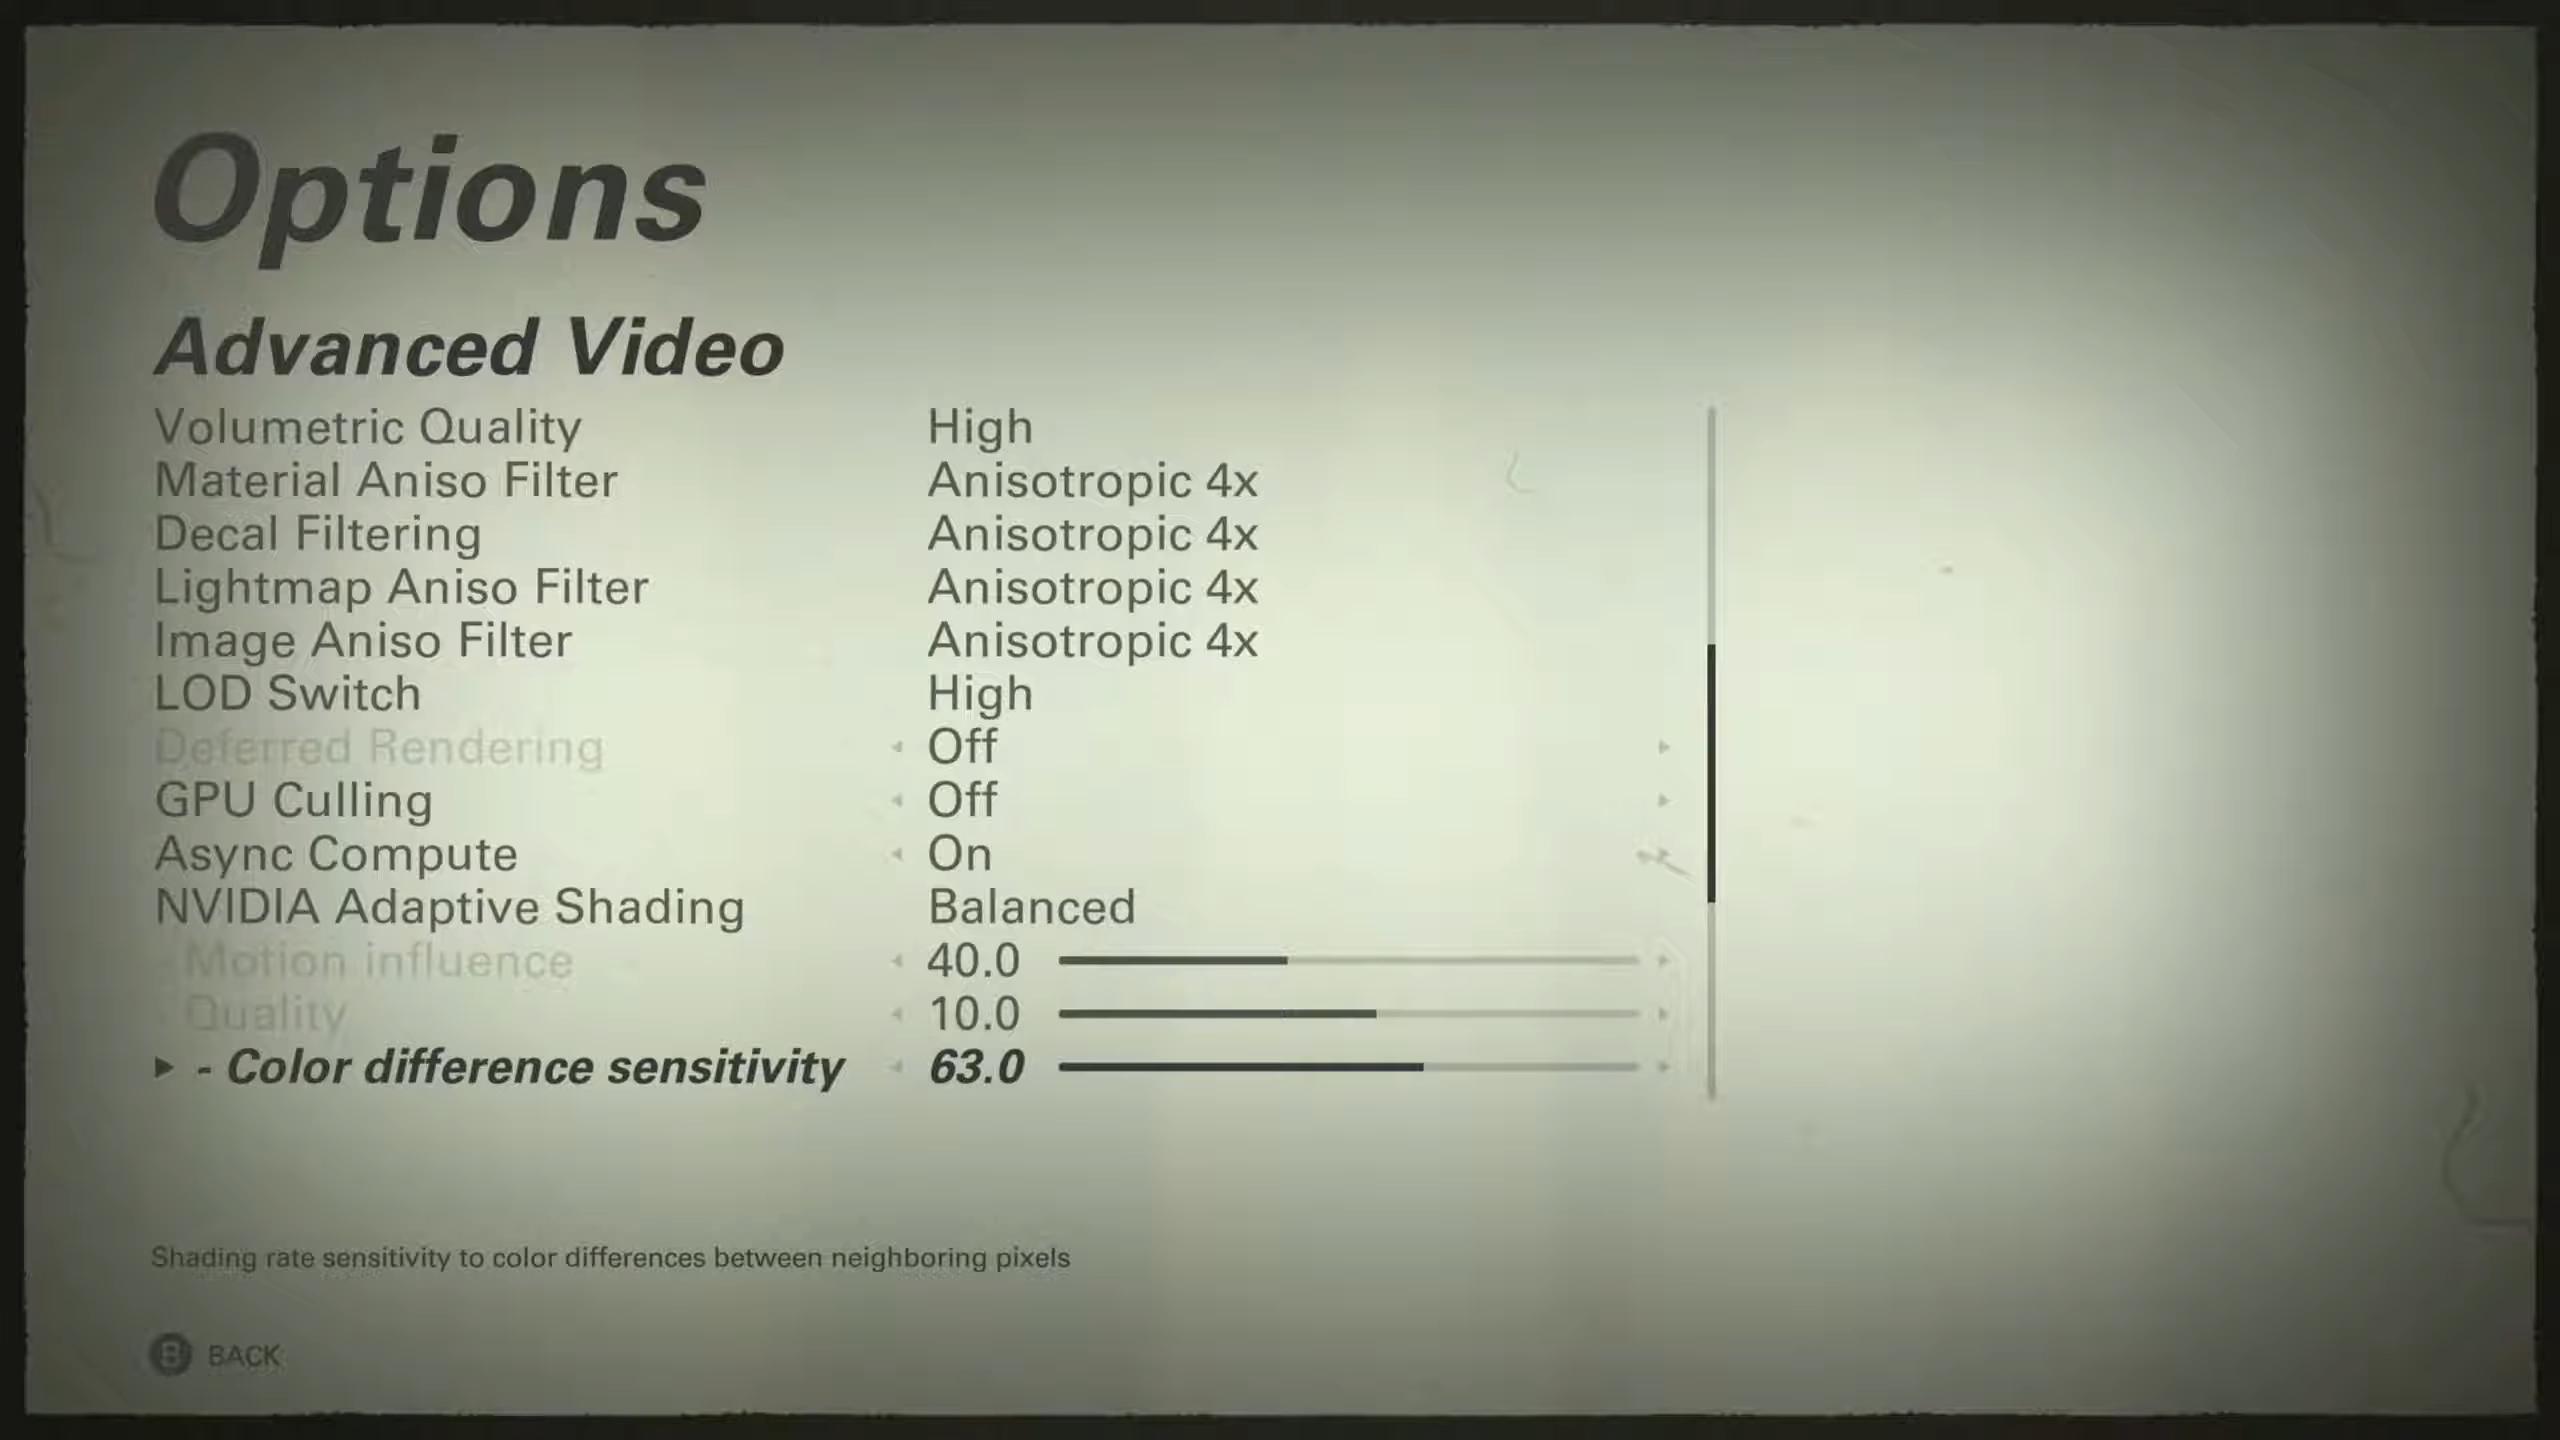 Options
Advanced Video
Volumetric Quality High
Material Aniso Filter Anisotropic 4x
Decal Filtering Anisotropic 4x
Lightmap Aniso Filter Anisotropic 4x
Image Aniso Filter Anisotropic 4x
LOD Switch High
Deferred Rendering Off
GPU Culling Off
Async Compute On
NVIDIA Adaptive Shading Balanced
- Motion influence 40.0
- Quality 10.0
- Color difference sensitivity 63.0
Shading rate sensitivity to color differences between neighboring pixels
B BACK